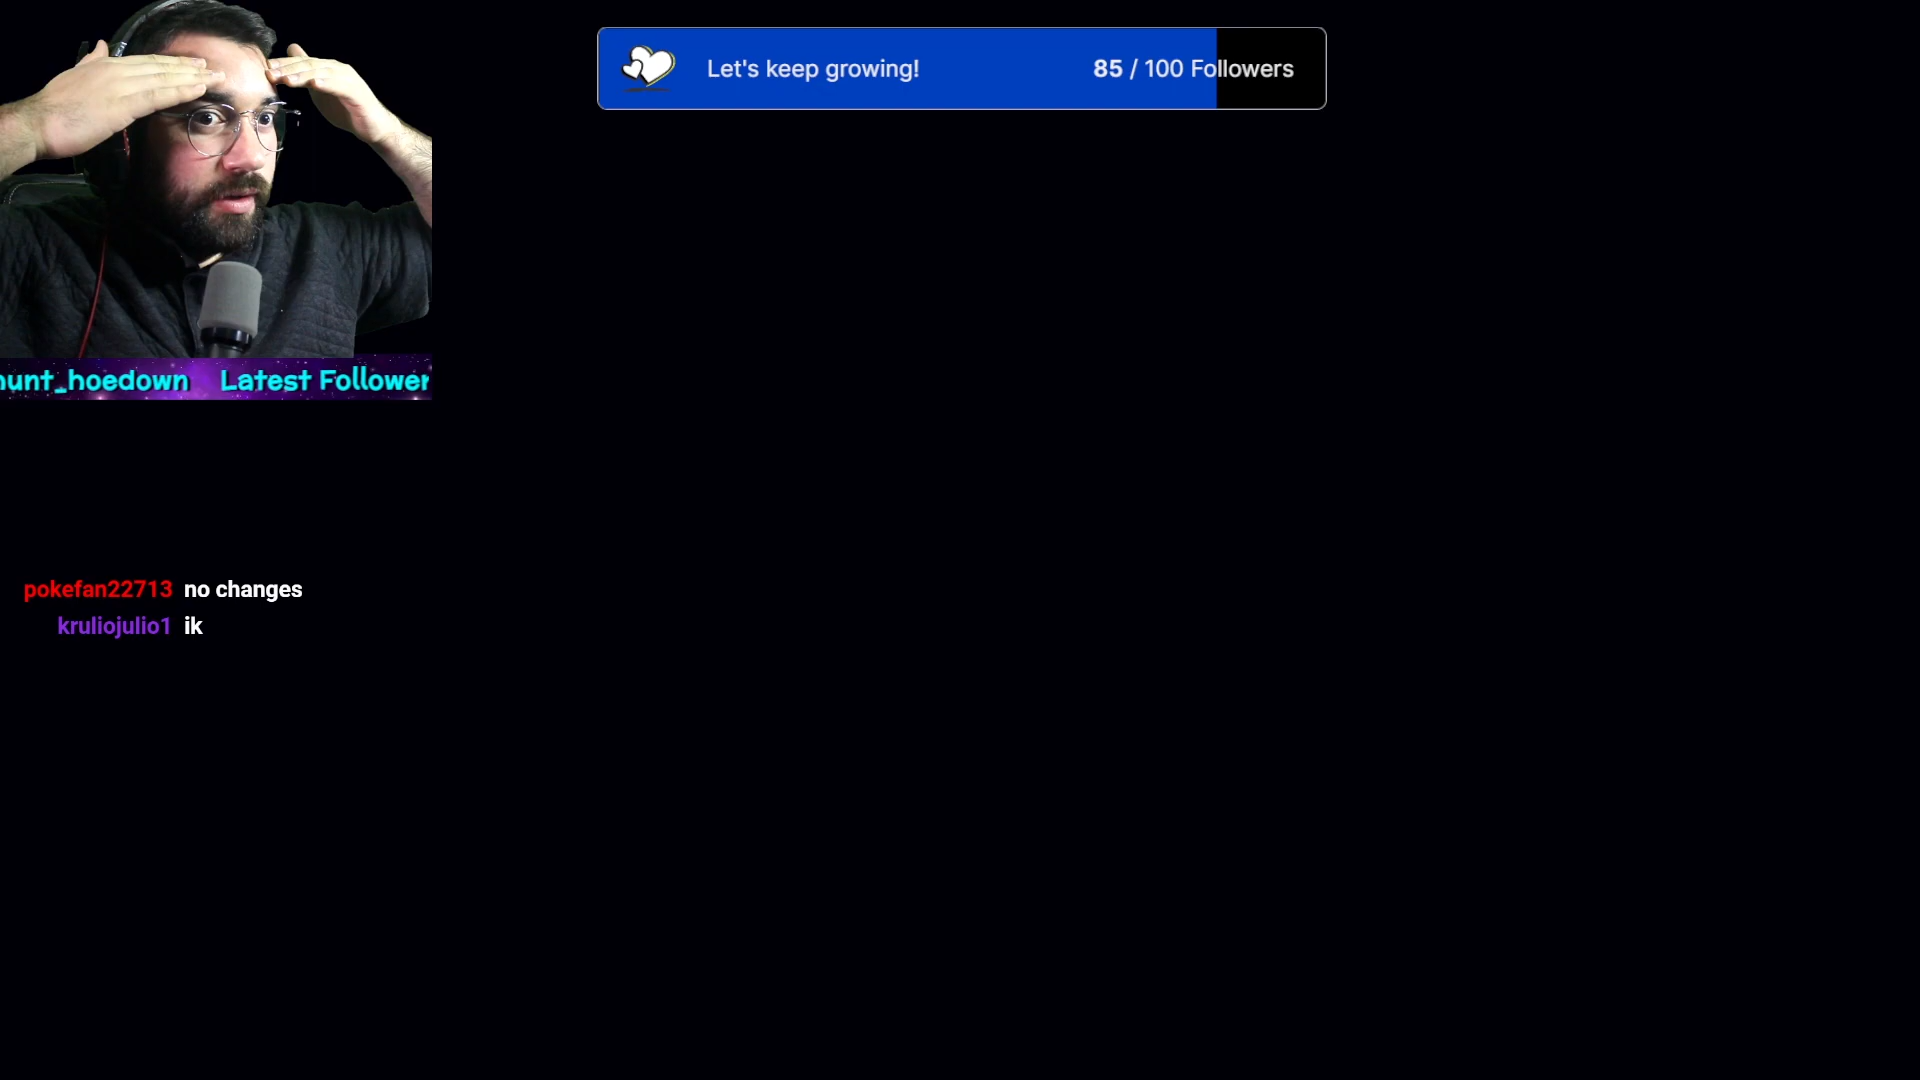 Let's keep growing! 85 / 100 Followers
unt_hoedown Latest Follower
pokefan22713 no changes
kruliojulio1 ik